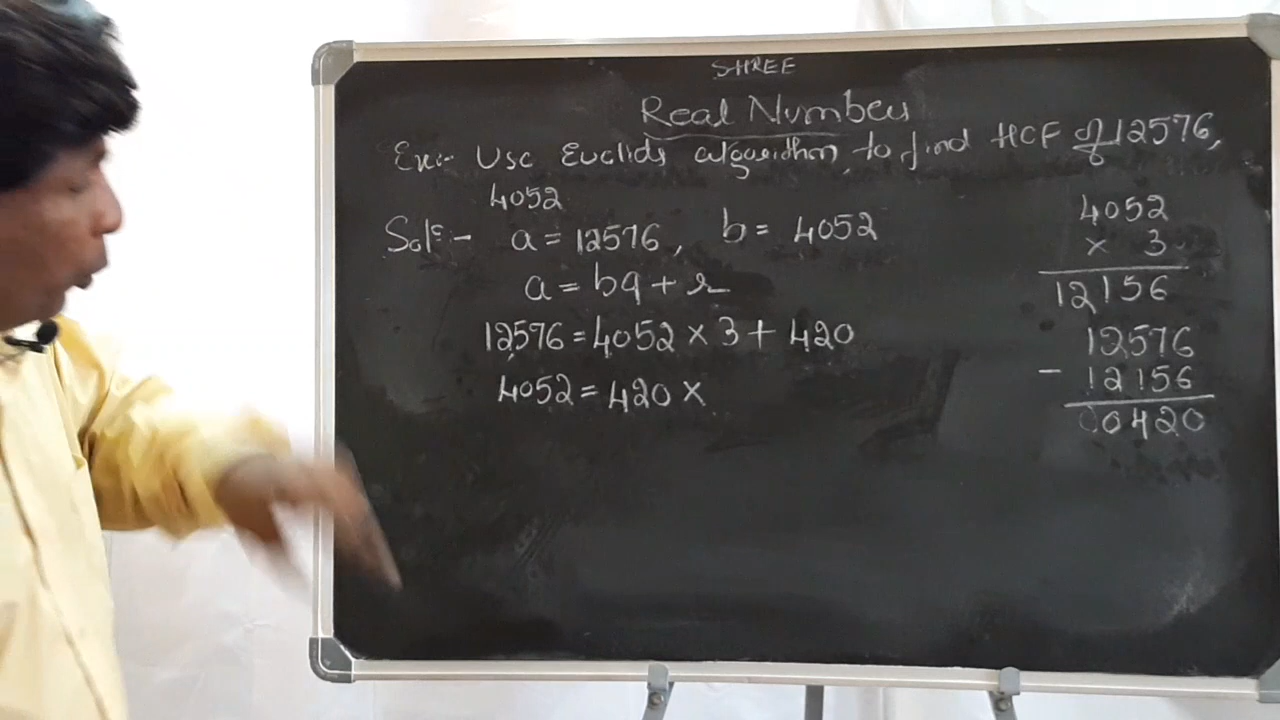 SHREE
Real Numbers
Ex:- Use Euclids algorithm, to find HCF of 12576,
4052
Sol:- a = 12576, b = 4052
a = bq + r
12576 = 4052 × 3 + 420
4052 = 420 ×
4052
× 3
12156
12576
- 12156
00420